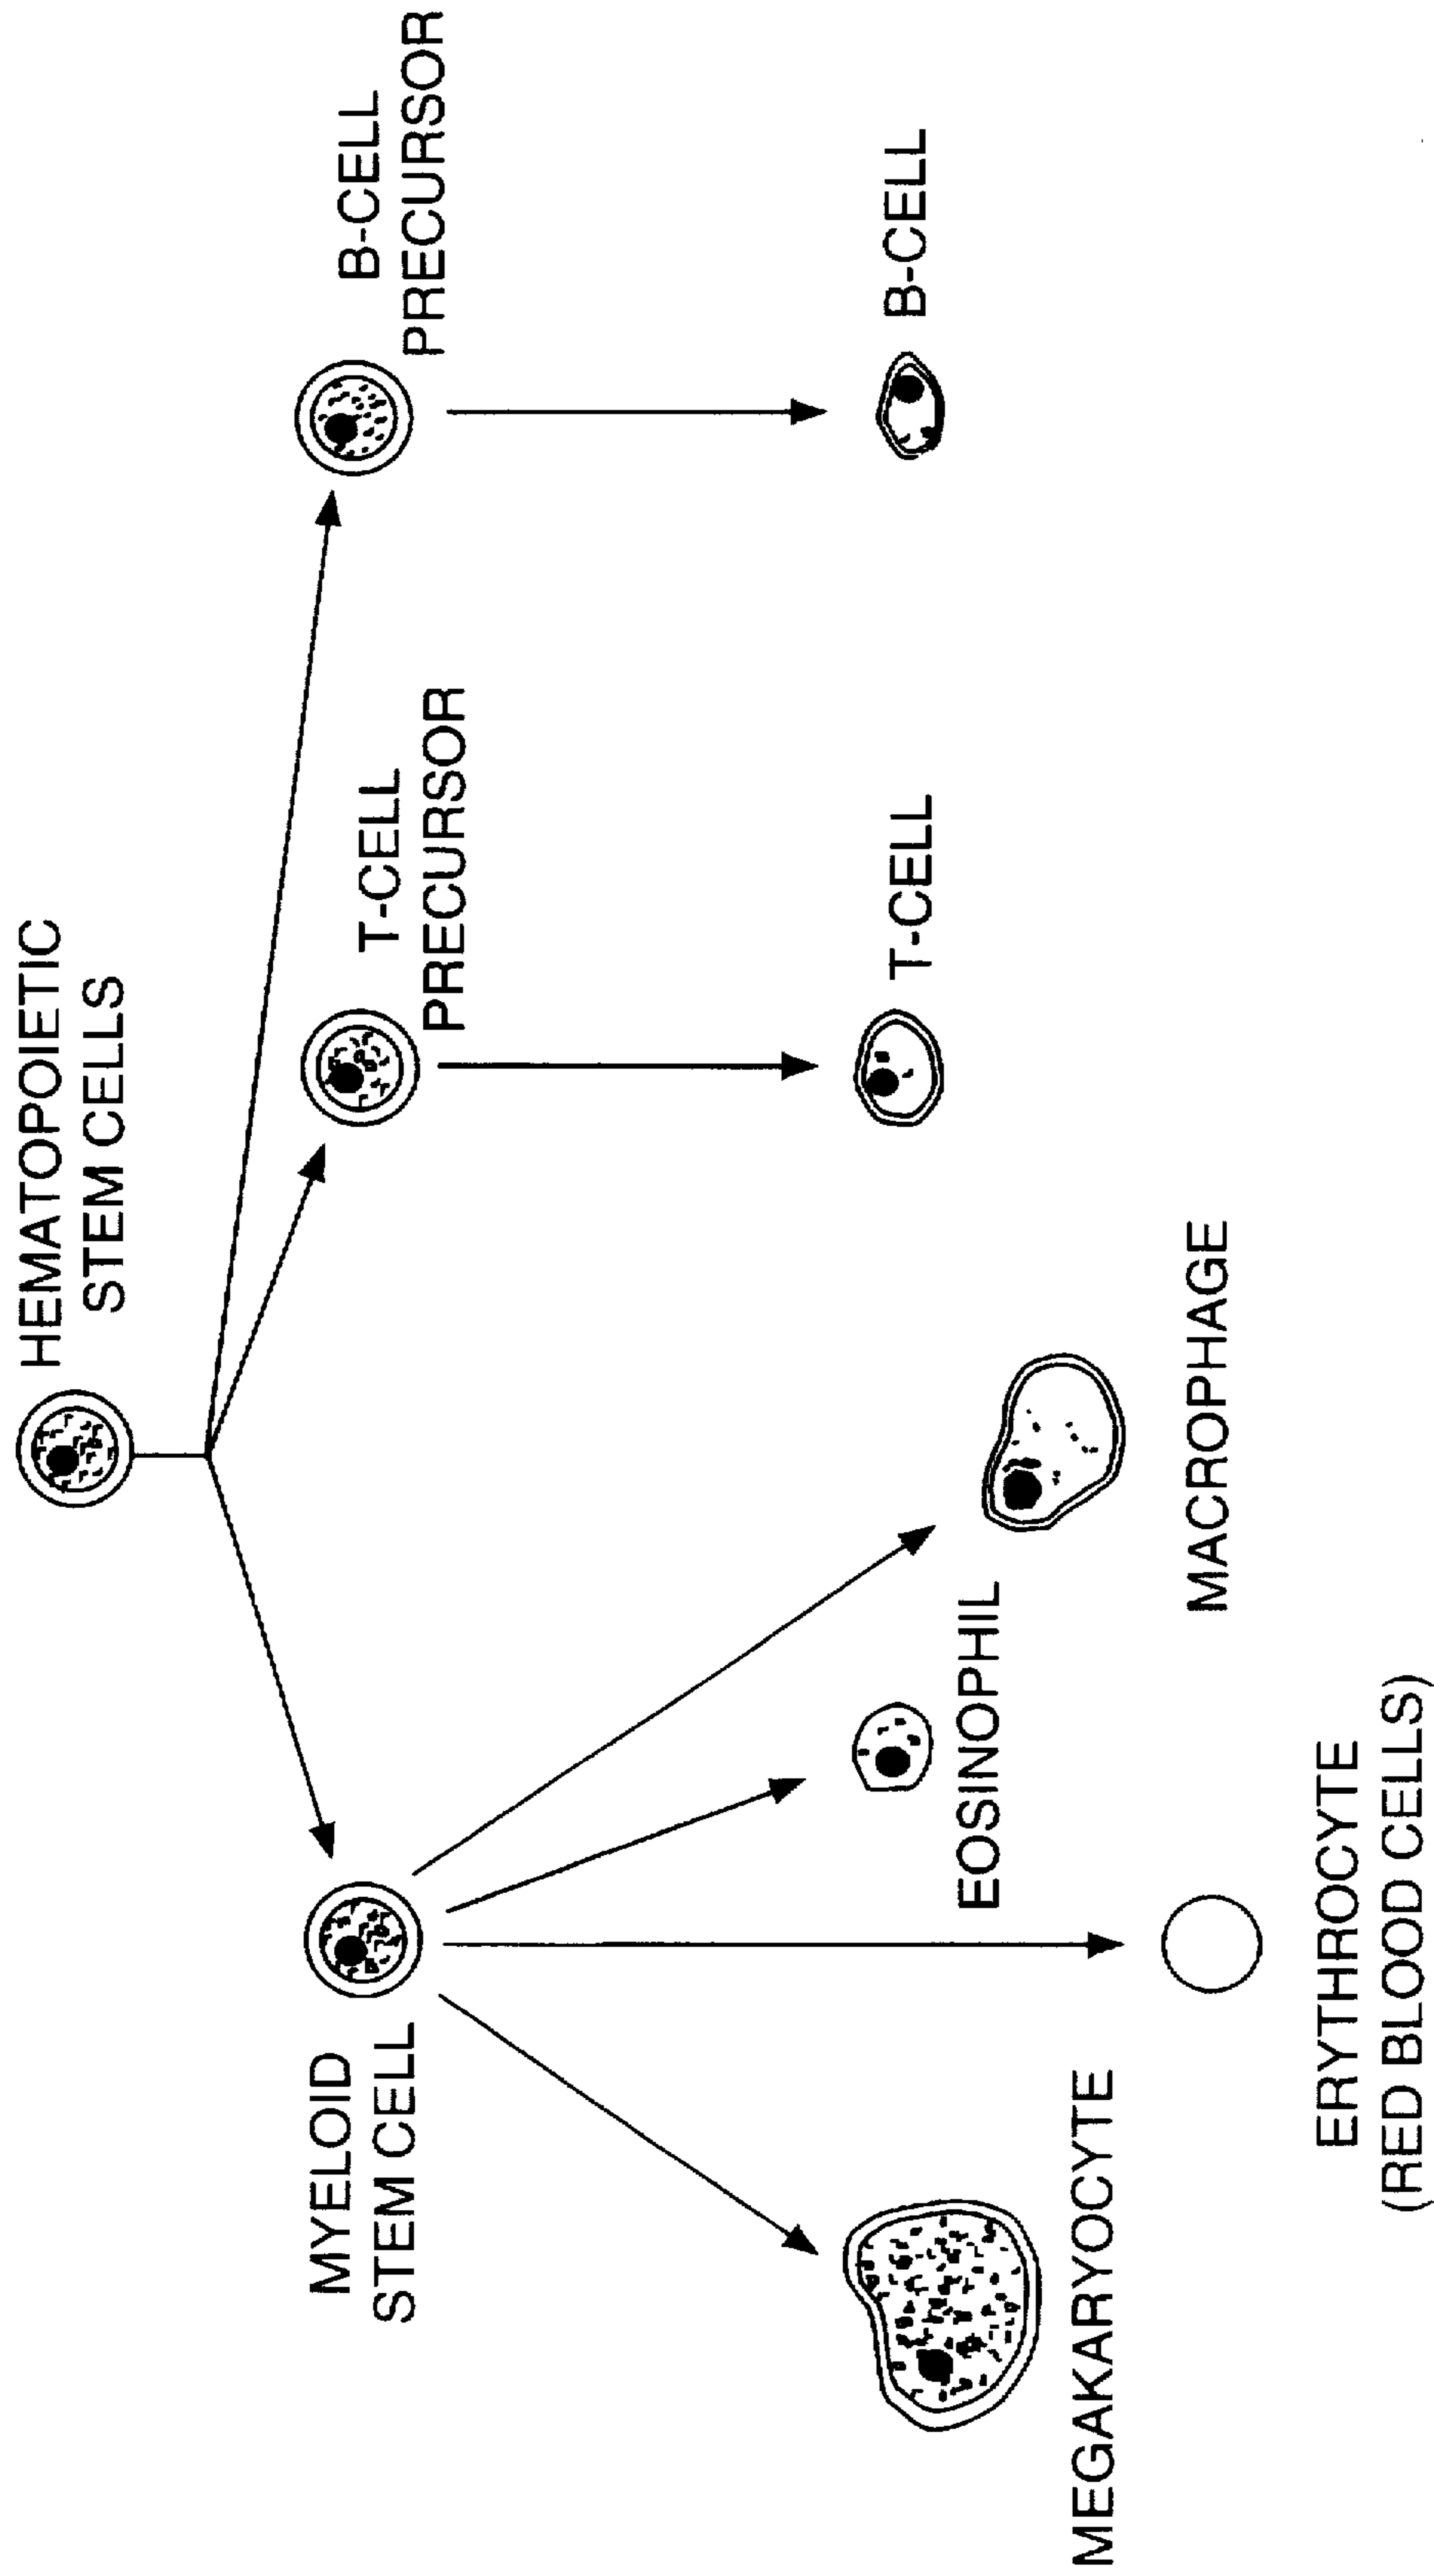 HEMATOPOIETIC
STEM CELLS
MYELOID
STEM CELL
T-CELL
PRECURSOR
B-CELL
PRECURSOR
MEGAKARYOCYTE
ERYTHROCYTE
(RED BLOOD CELLS)
EOSINOPHIL
MACROPHAGE
T-CELL
B-CELL